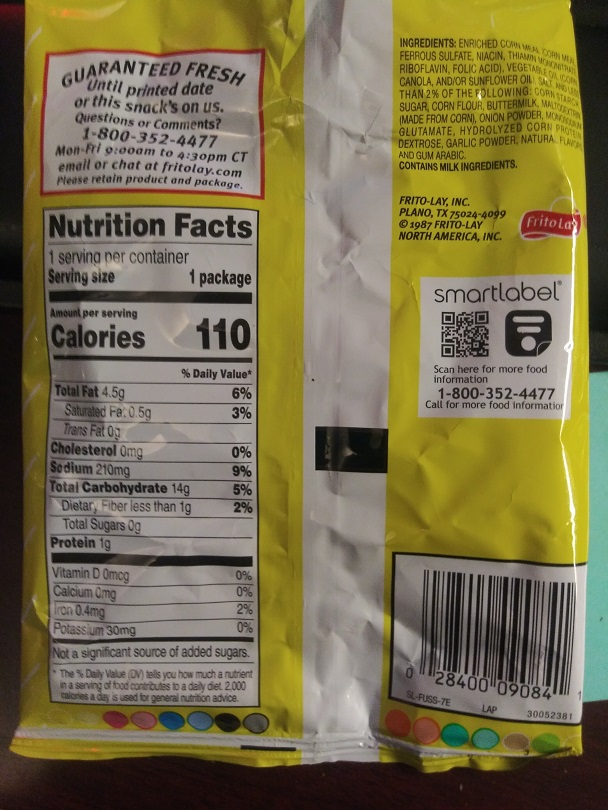 GUARANTEED FRESH
Until printed date
or this snack's on us.
Questions or Comments?
1-800-352-4477
Mon-Fri 9:00am to 4:30pm CT
email or chat at fritolay.com
Please retain product and package.
Nutrition Facts
1 serving per container
Serving size 1 package
Amount per serving
Calories 110
% Daily Value*
Total Fat 4.5g 6%
Saturated Fat 0.5g 3%
Trans Fat 0g
Cholesterol 0mg 0%
Sodium 210mg 9%
Total Carbohydrate 14g 5%
Dietary Fiber less than 1g 2%
Total Sugars 0g
Protein 1g
Vitamin D 0mcg 0%
Calcium 0mg 0%
Iron 0.4mg 2%
Potassium 30mg 0%
Not a significant source of added sugars.
* The % Daily Value (DV) tells you how much a nutrient
in a serving of food contributes to a daily diet. 2,000
calories a day is used for general nutrition advice.
INGREDIENTS: ENRICHED CORN MEAL (CORN MEAL,
FERROUS SULFATE, NIACIN, THIAMIN MONONITRATE,
RIBOFLAVIN, FOLIC ACID), VEGETABLE OIL (CORN,
CANOLA, AND/OR SUNFLOWER OIL), SALT, AND LESS
THAN 2% OF THE FOLLOWING: CORN STARCH,
SUGAR, CORN FLOUR, BUTTERMILK, MALTODEXTRIN
(MADE FROM CORN), ONION POWDER, MONOSODIUM
GLUTAMATE, HYDROLYZED CORN PROTEIN,
DEXTROSE, GARLIC POWDER, NATURAL FLAVORS,
AND GUM ARABIC.
CONTAINS MILK INGREDIENTS.
FRITO-LAY, INC.
PLANO, TX 75024-4099
© 1987 FRITO-LAY
NORTH AMERICA, INC.
Frito Lay
smartlabel®
Scan here for more food
information
1-800-352-4477
Call for more food information
0 28400 09084 1
SL-FUSS-7E LAP 30052381